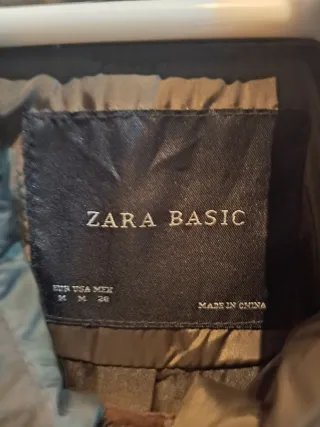 ZARA BASIC
EUR USA MEX
M M 28
MADE IN CHINA